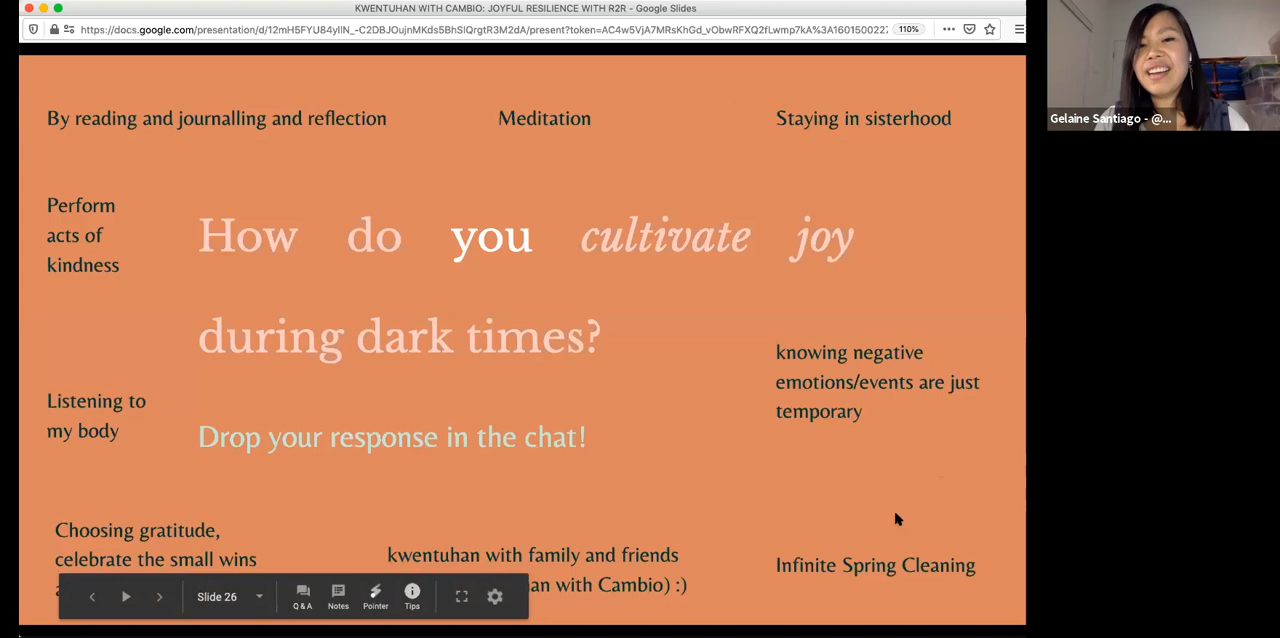 KWENTUHAN WITH CAMBIO: JOYFUL RESILIENCE WITH R2R - Google Slides
110%
By reading and journalling and reflection
Meditation
Staying in sisterhood
Perform
acts of
kindness
How do you cultivate joy
during dark times?
knowing negative
emotions/events are just
temporary
Listening to
my body
Drop your response in the chat!
Choosing gratitude,
celebrate the small wins
kwentuhan with family and friends
with Cambio) :)
Infinite Spring Cleaning
Slide 26
Q & A
Notes
Pointer
Tips
Gelaine Santiago - @...